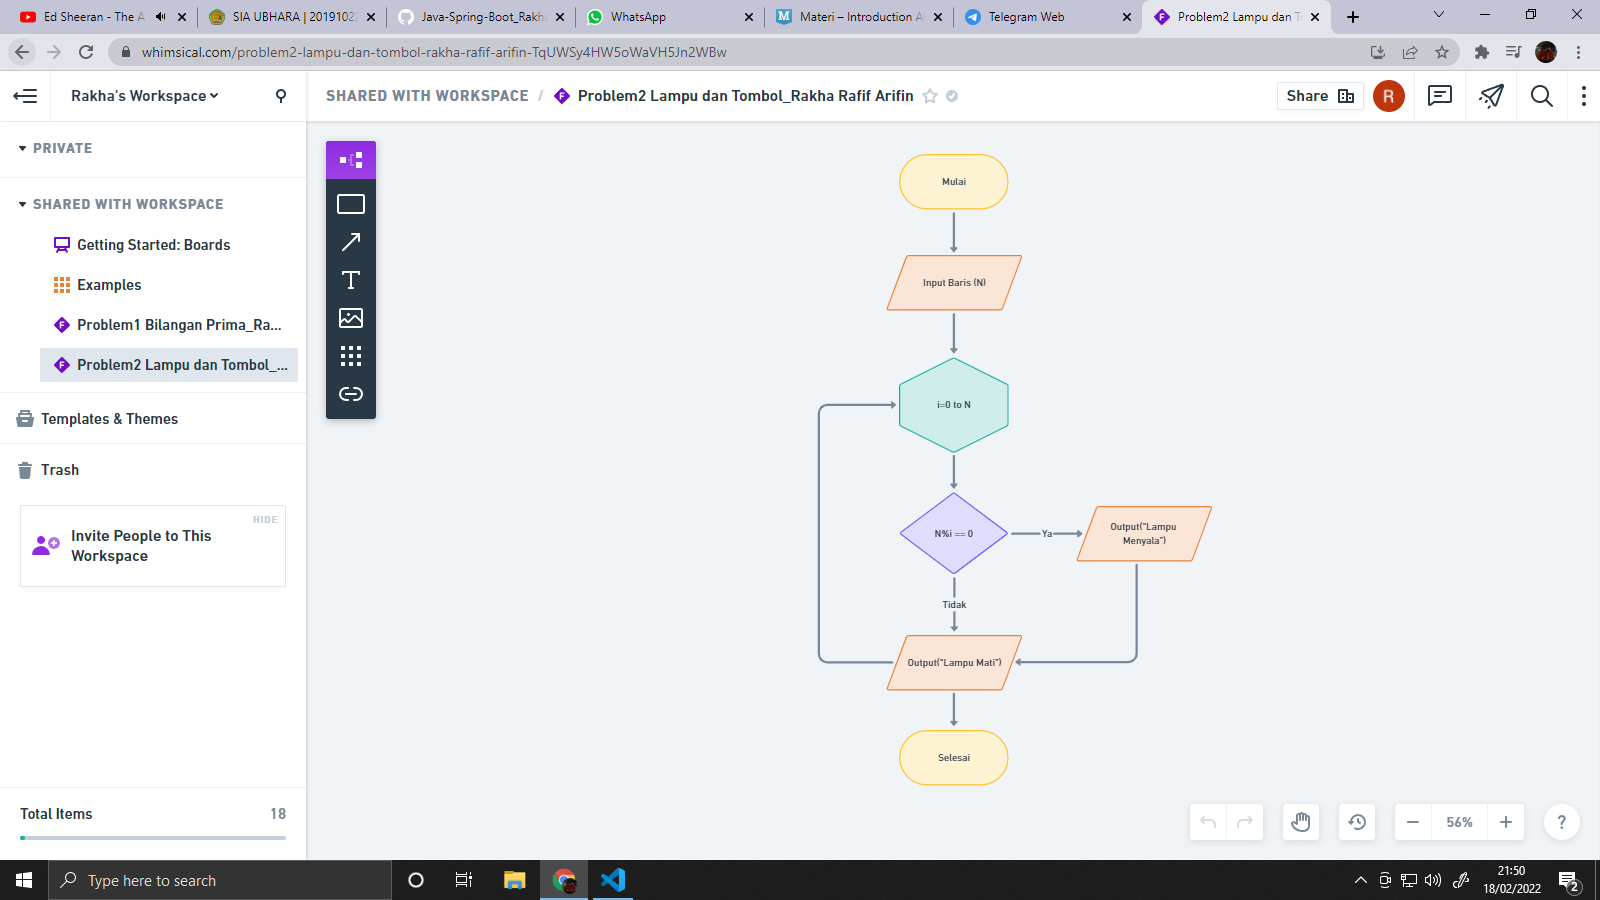 Ed Sheeran - The A
SIA UBHARA | 2019102
Java-Spring-Boot_Rakh
WhatsApp
Materi – Introduction A
Telegram Web
Problem2 Lampu dan T
whimsical.com/problem2-lampu-dan-tombol-rakha-rafif-arifin-TqUWSy4HW5oWaVH5Jn2WBw
Rakha's Workspace
SHARED WITH WORKSPACE / F Problem2 Lampu dan Tombol_Rakha Rafif Arifin
Share
R
PRIVATE
SHARED WITH WORKSPACE
Getting Started: Boards
Examples
F Problem1 Bilangan Prima_Ra...
F Problem2 Lampu dan Tombol_...
Templates & Themes
Trash
HIDE
Invite People to This
Workspace
Total Items 18
T
Mulai
Input Baris (N)
i=0 to N
N%i == 0
Ya
Output("Lampu
Menyala")
Tidak
Output("Lampu Mati")
Selesai
56%
?
Type here to search
21:50
18/02/2022
2